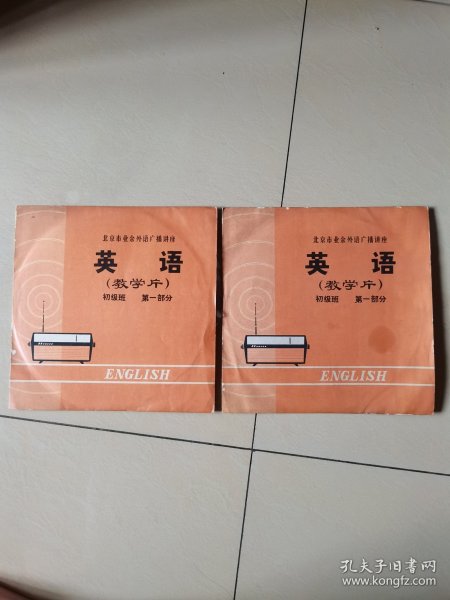 北京市业余外语广播讲座
英语
(教学片)
初级班 第一部分
ENGLISH
北京市业余外语广播讲座
英语
(教学片)
初级班 第一部分
ENGLISH
孔夫子旧书网
www.kongfz.com